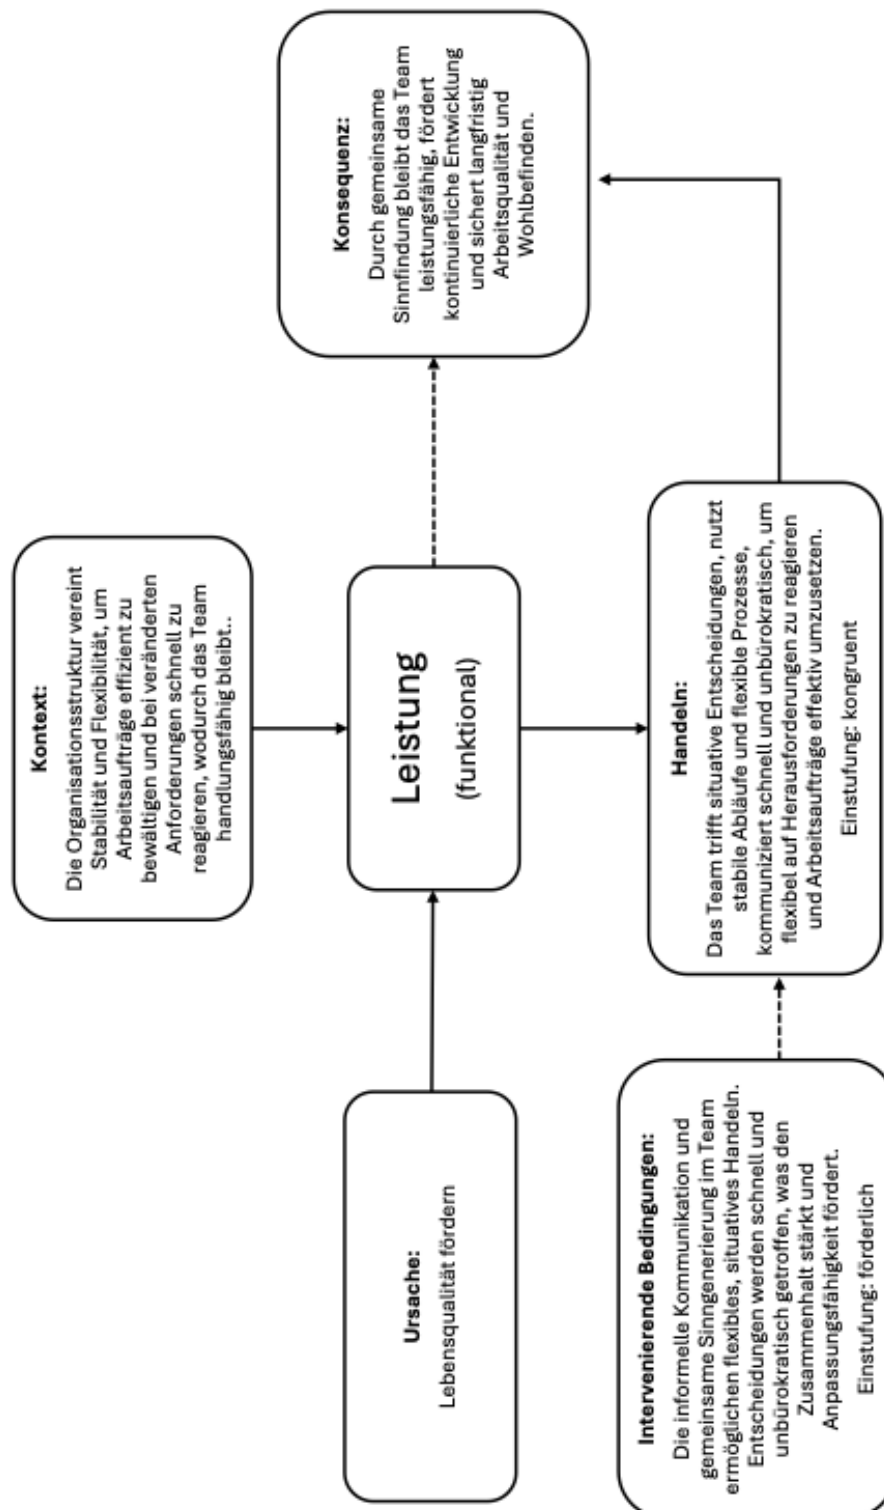 Kontext:
Die Organisationsstruktur vereint
Stabilität und Flexibilität, um
Arbeitsaufträge effizient zu
bewältigen und bei veränderten
Anforderungen schnell zu
reagieren, wodurch das Team
handlungsfähig bleibt..
Ursache:
Lebensqualität fördern
Leistung
(funktional)
Konsequenz:
Durch gemeinsame
Sinnfindung bleibt das Team
leistungsfähig, fördert
kontinuierliche Entwicklung
und sichert langfristig
Arbeitsqualität und
Wohlbefinden.
Intervenierende Bedingungen:
Die informelle Kommunikation und
gemeinsame Sinngenerierung im Team
ermöglichen flexibles, situatives Handeln.
Entscheidungen werden schnell und
unbürokratisch getroffen, was den
Zusammenhalt stärkt und
Anpassungsfähigkeit fördert.
Einstufung: förderlich
Handeln:
Das Team trifft situative Entscheidungen, nutzt
stabile Abläufe und flexible Prozesse,
kommuniziert schnell und unbürokratisch, um
flexibel auf Herausforderungen zu reagieren
und Arbeitsaufträge effektiv umzusetzen.
Einstufung: kongruent